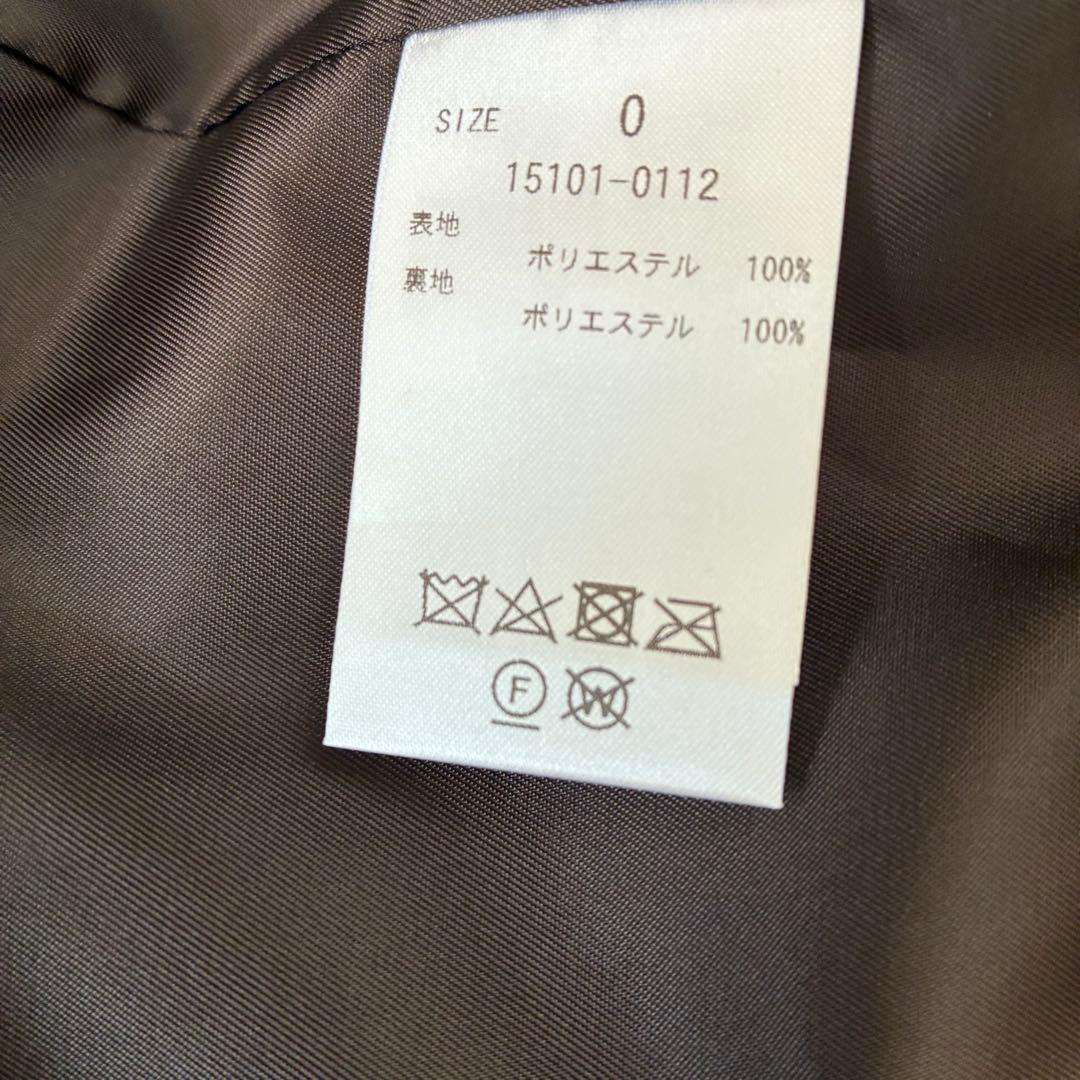 SIZE 0
15101-0112
表地
ポリエステル 100%
裏地
ポリエステル 100%
F
W